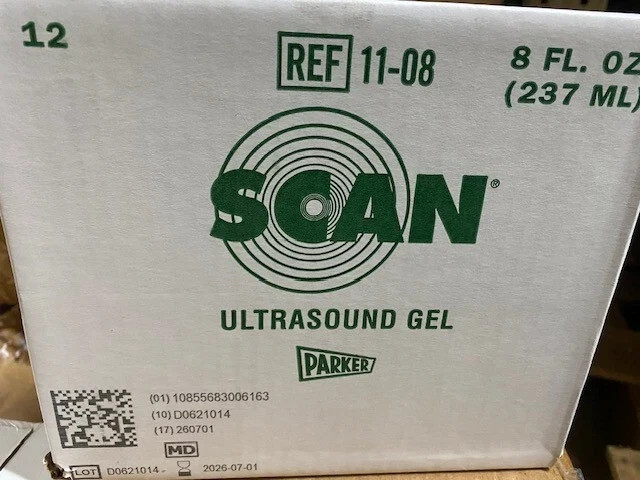 12
REF 11-08
8 FL. OZ
(237 ML)
SCAN®
ULTRASOUND GEL
PARKER
(01) 10855683006163
(10) D0621014
(17) 260701
MD
LOT D0621014 - 2026-07-01